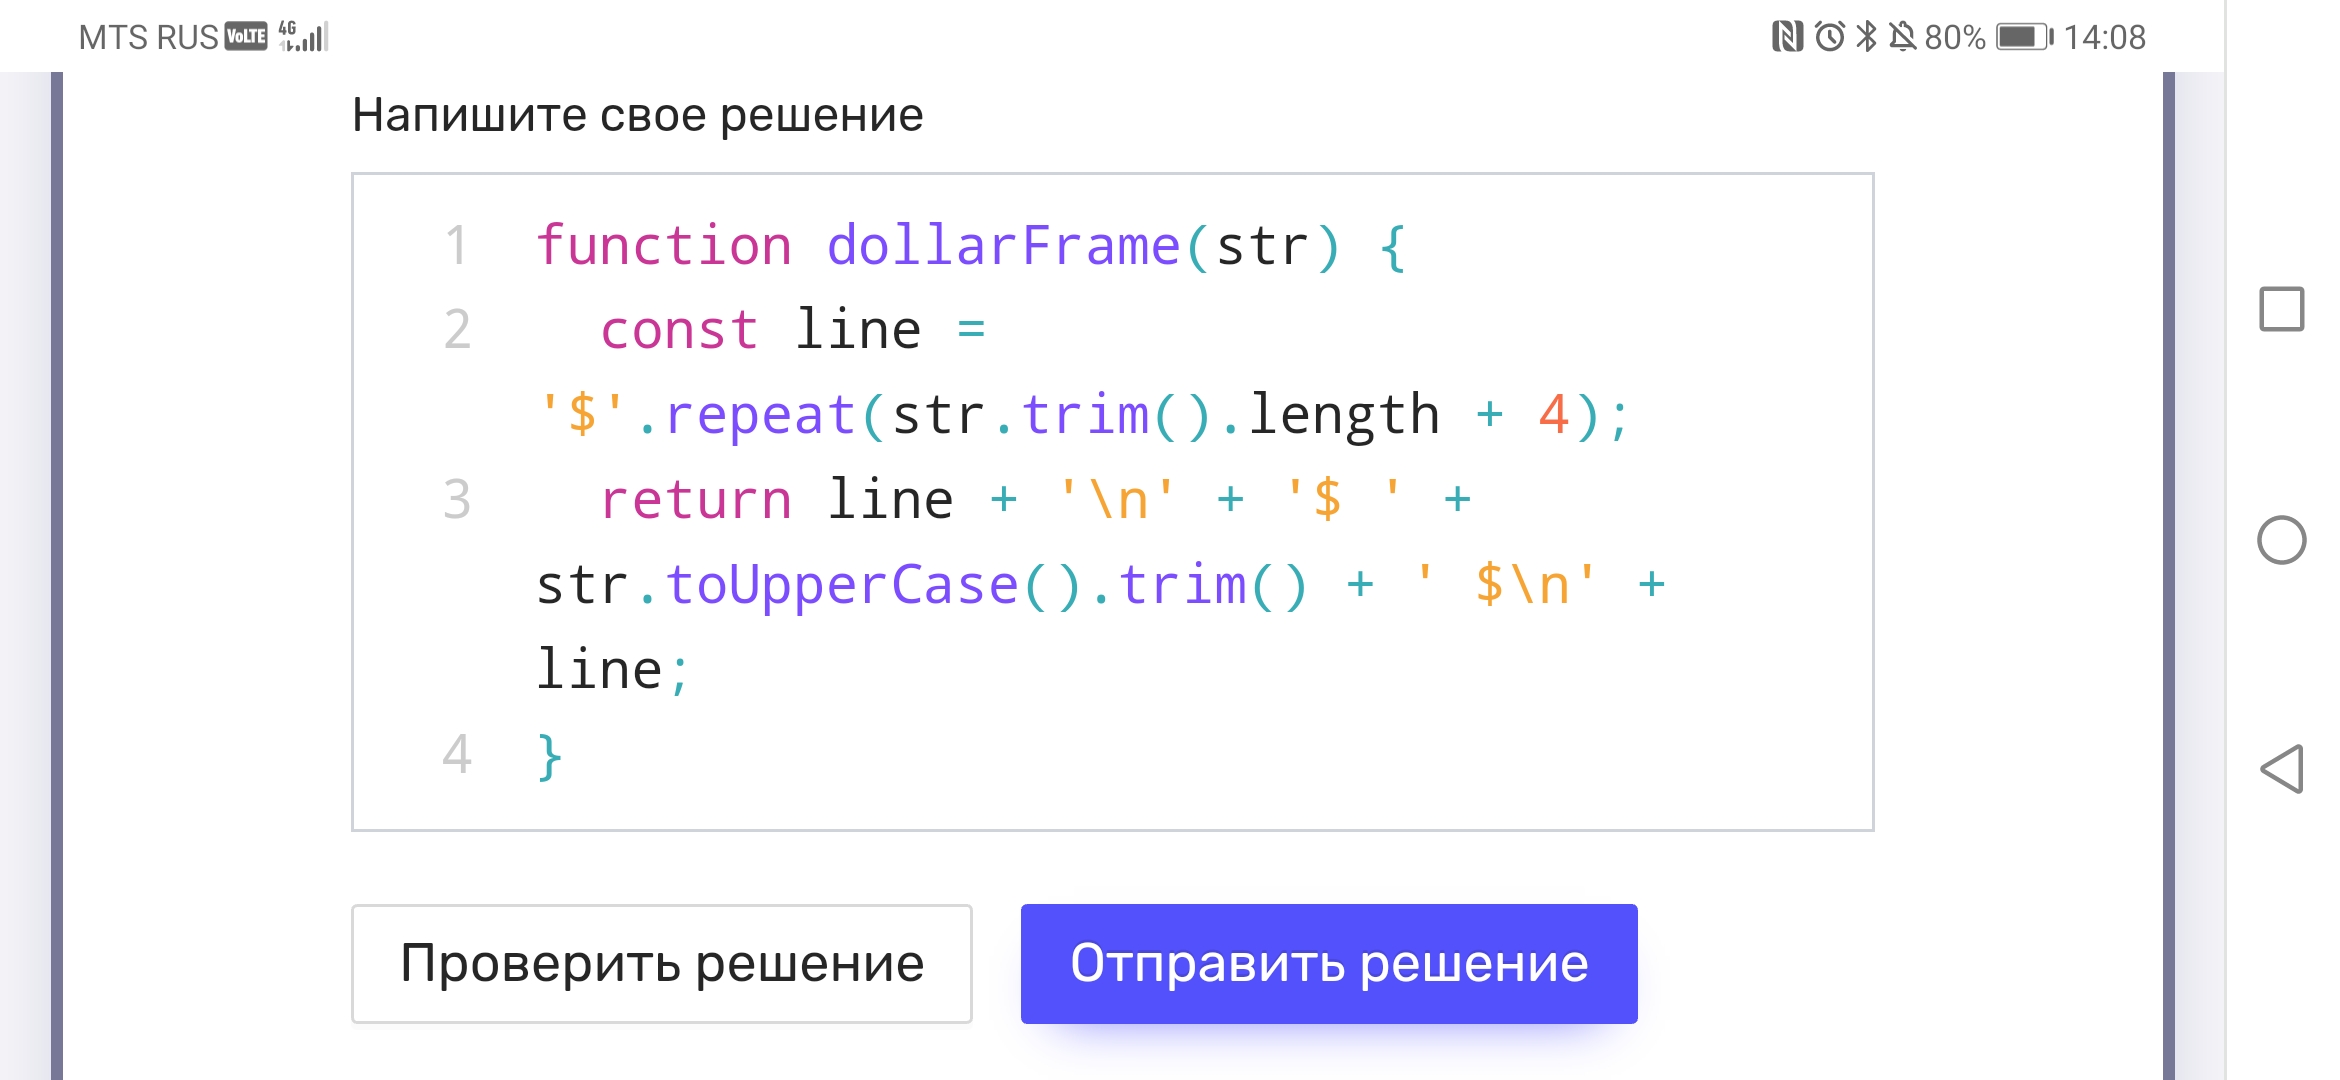 MTS RUS VoLTE 4G 80% 14:08
Напишите свое решение
1 function dollarFrame(str) {
2 const line =
'$'.repeat(str.trim().length + 4);
3 return line + '\n' + '$ ' +
str.toUpperCase().trim() + ' $\n' +
line;
4 }
Проверить решение Отправить решение